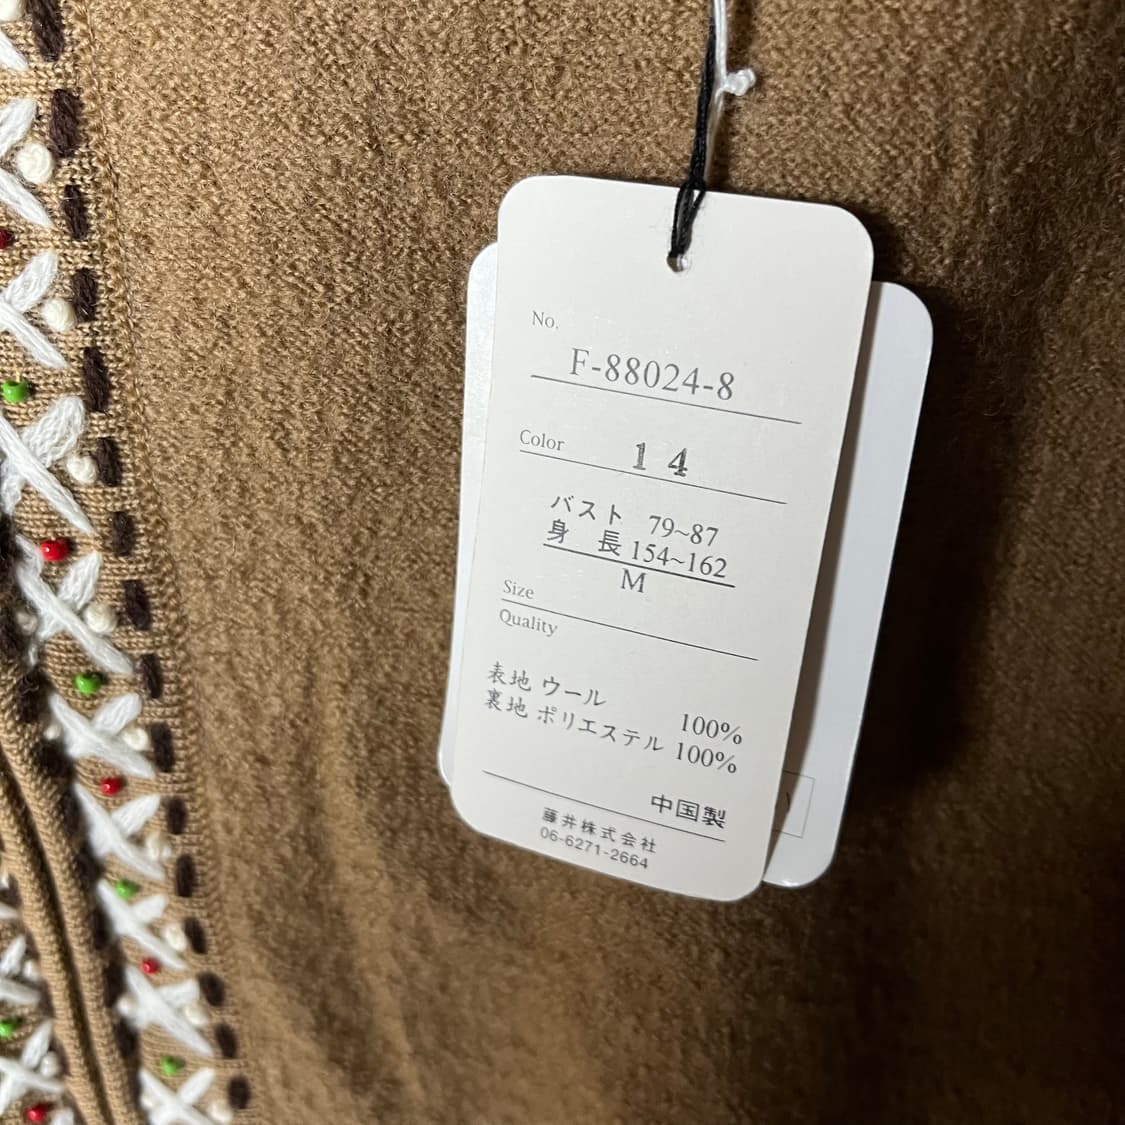 No.
F-88024-8
Color 14
バスト 79~87
身 長 154~162
M
Size
Quality
表地 ウール 100%
裏地 ポリエステル 100%
中国製
藤井株式会社
06-6271-2664